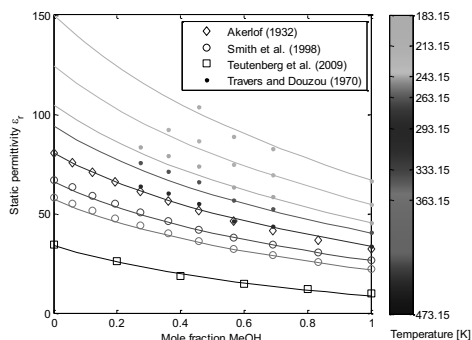 150
100
50
0
Static permittivity εr
0
0.2
0.4
0.6
0.8
1
Mole fraction MeOH
Akerlof (1932)
Smith et al. (1998)
Teutenberg et al. (2009)
Travers and Douzou (1970)
183.15
213.15
243.15
263.15
293.15
333.15
363.15
473.15
Temperature [K]